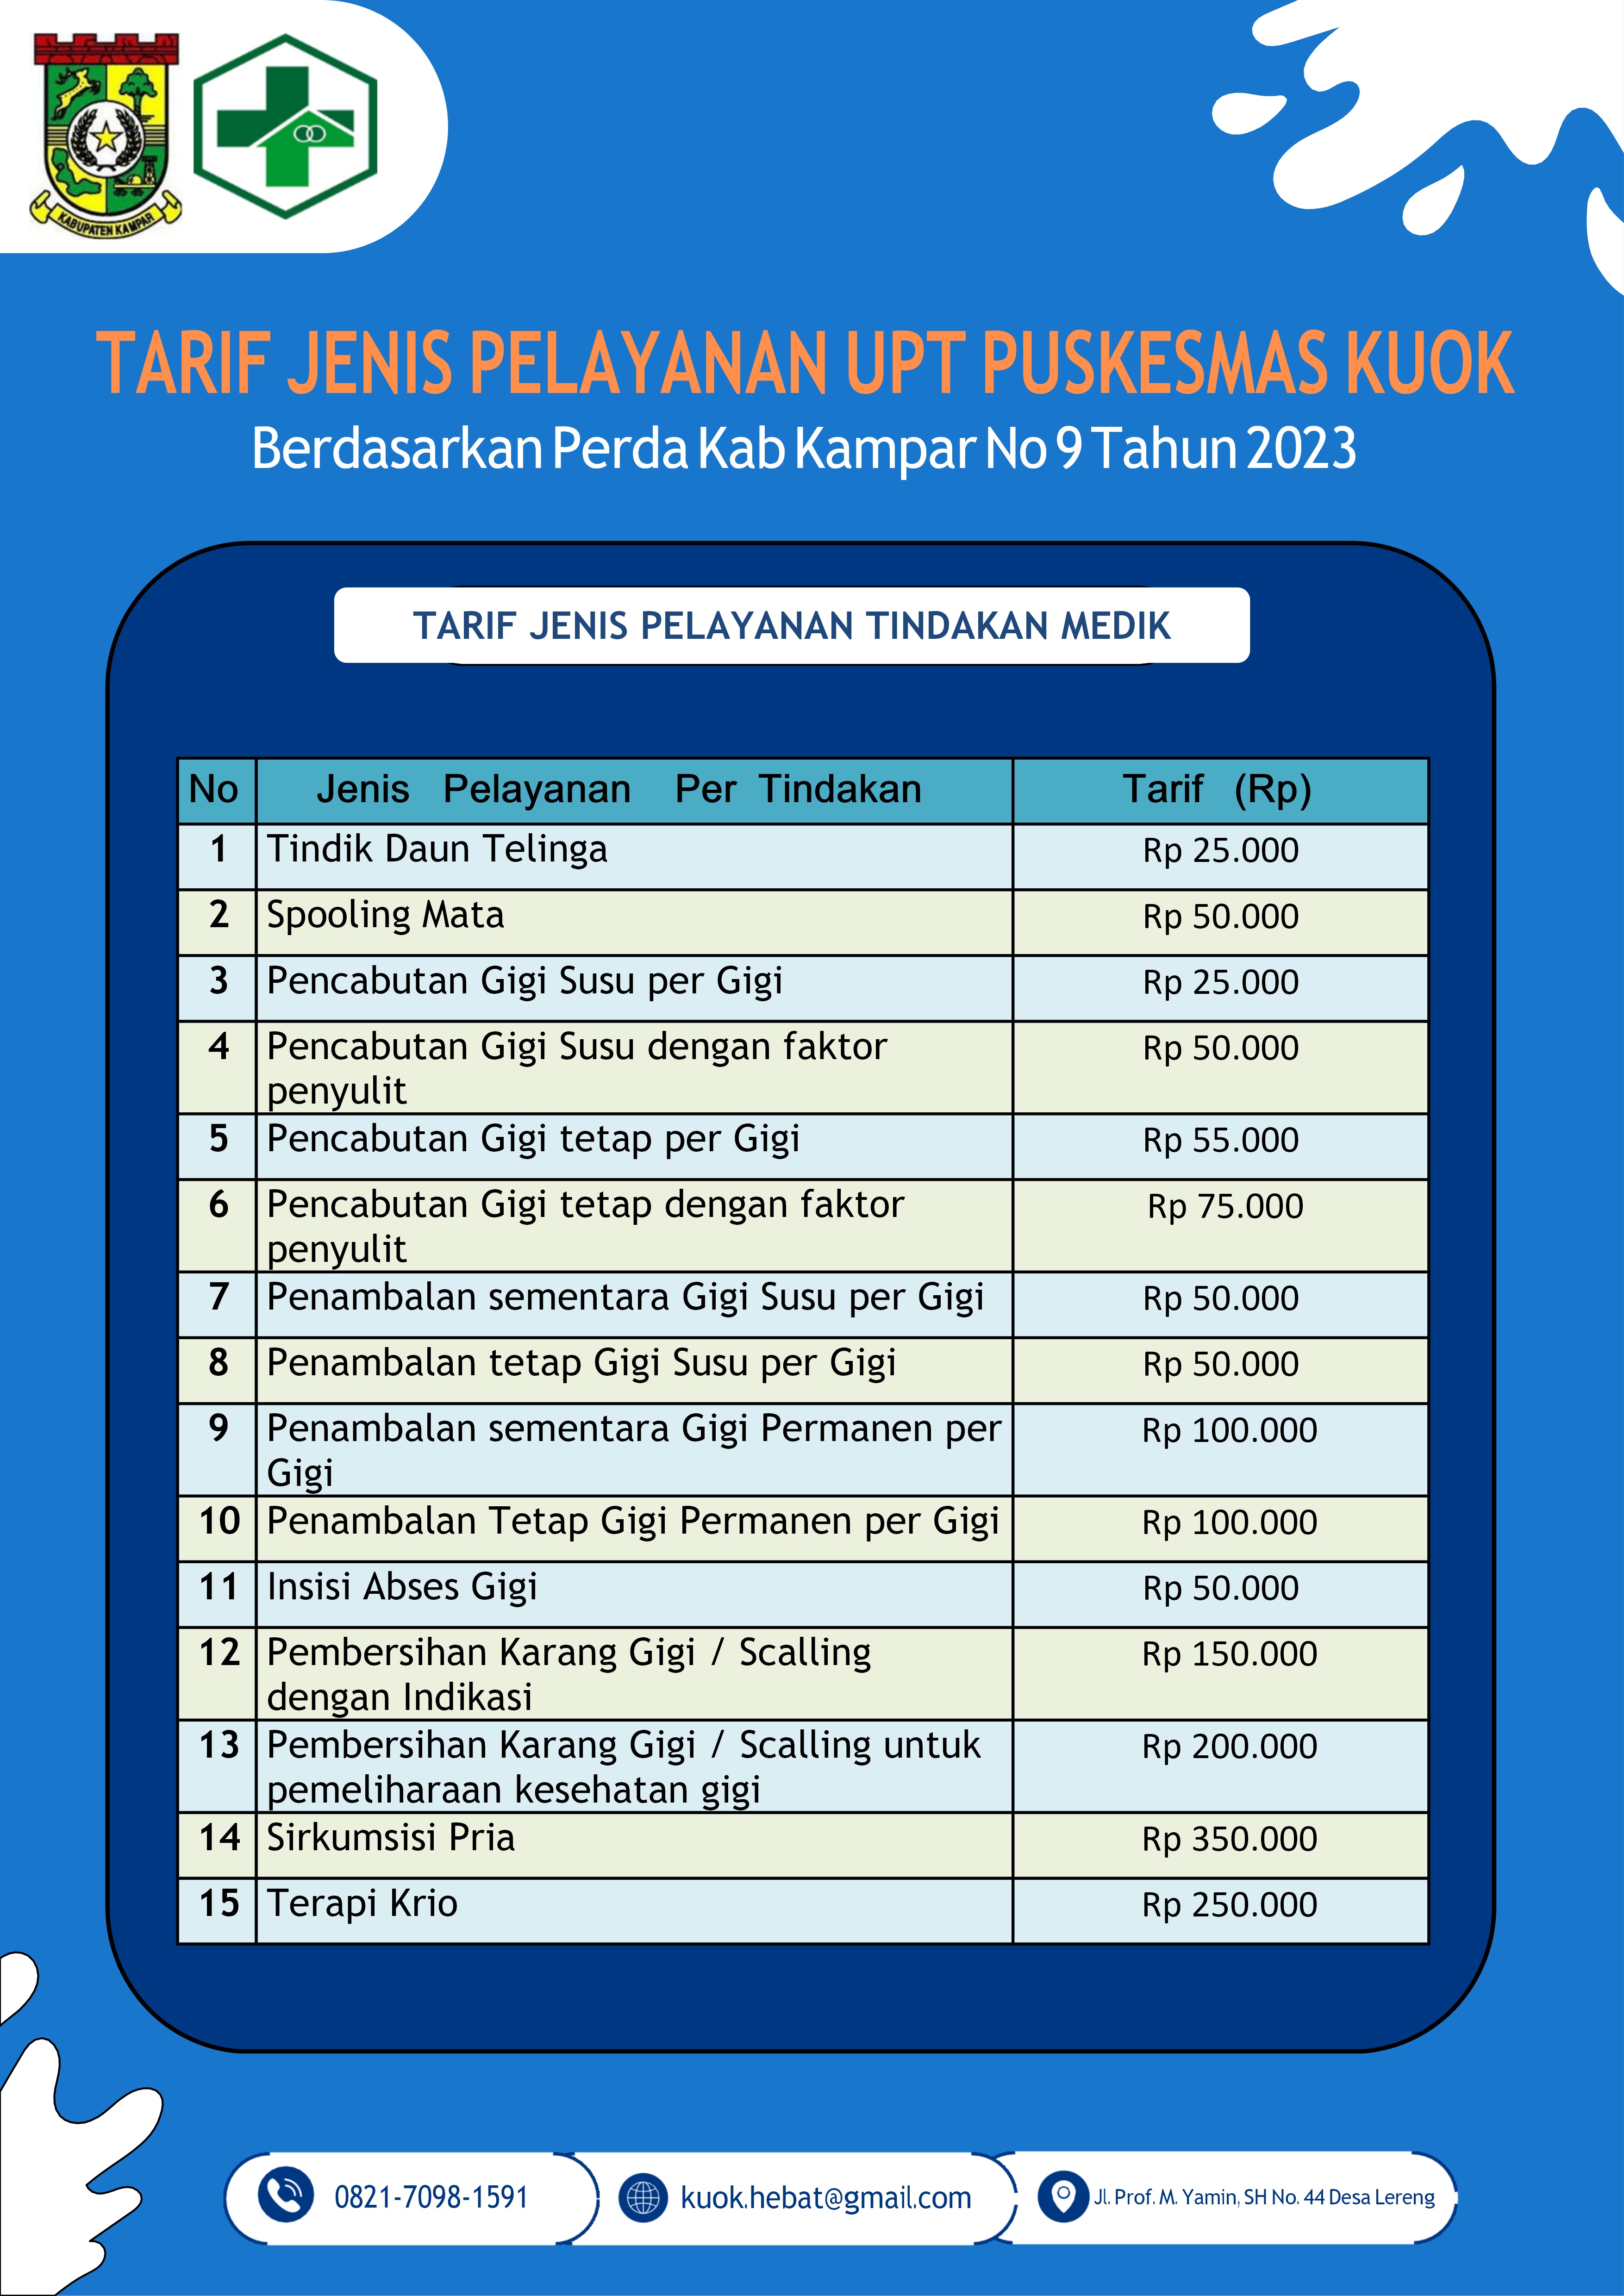 KABUPATEN KAMPAR
TARIF JENIS PELAYANAN UPT PUSKESMAS KUOK
Berdasarkan Perda Kab Kampar No 9 Tahun 2023
TARIF JENIS PELAYANAN TINDAKAN MEDIK
No Jenis Pelayanan Per Tindakan Tarif (Rp)
1 Tindik Daun Telinga Rp 25.000
2 Spooling Mata Rp 50.000
3 Pencabutan Gigi Susu per Gigi Rp 25.000
4 Pencabutan Gigi Susu dengan faktor Rp 50.000
penyulit
5 Pencabutan Gigi tetap per Gigi Rp 55.000
6 Pencabutan Gigi tetap dengan faktor Rp 75.000
penyulit
7 Penambalan sementara Gigi Susu per Gigi Rp 50.000
8 Penambalan tetap Gigi Susu per Gigi Rp 50.000
9 Penambalan sementara Gigi Permanen per Rp 100.000
Gigi
10 Penambalan Tetap Gigi Permanen per Gigi Rp 100.000
11 Insisi Abses Gigi Rp 50.000
12 Pembersihan Karang Gigi / Scalling Rp 150.000
dengan Indikasi
13 Pembersihan Karang Gigi / Scalling untuk Rp 200.000
pemeliharaan kesehatan gigi
14 Sirkumsisi Pria Rp 350.000
15 Terapi Krio Rp 250.000
0821-7098-1591 kuok.hebat@gmail.com Jl. Prof. M. Yamin, SH No. 44 Desa Lereng